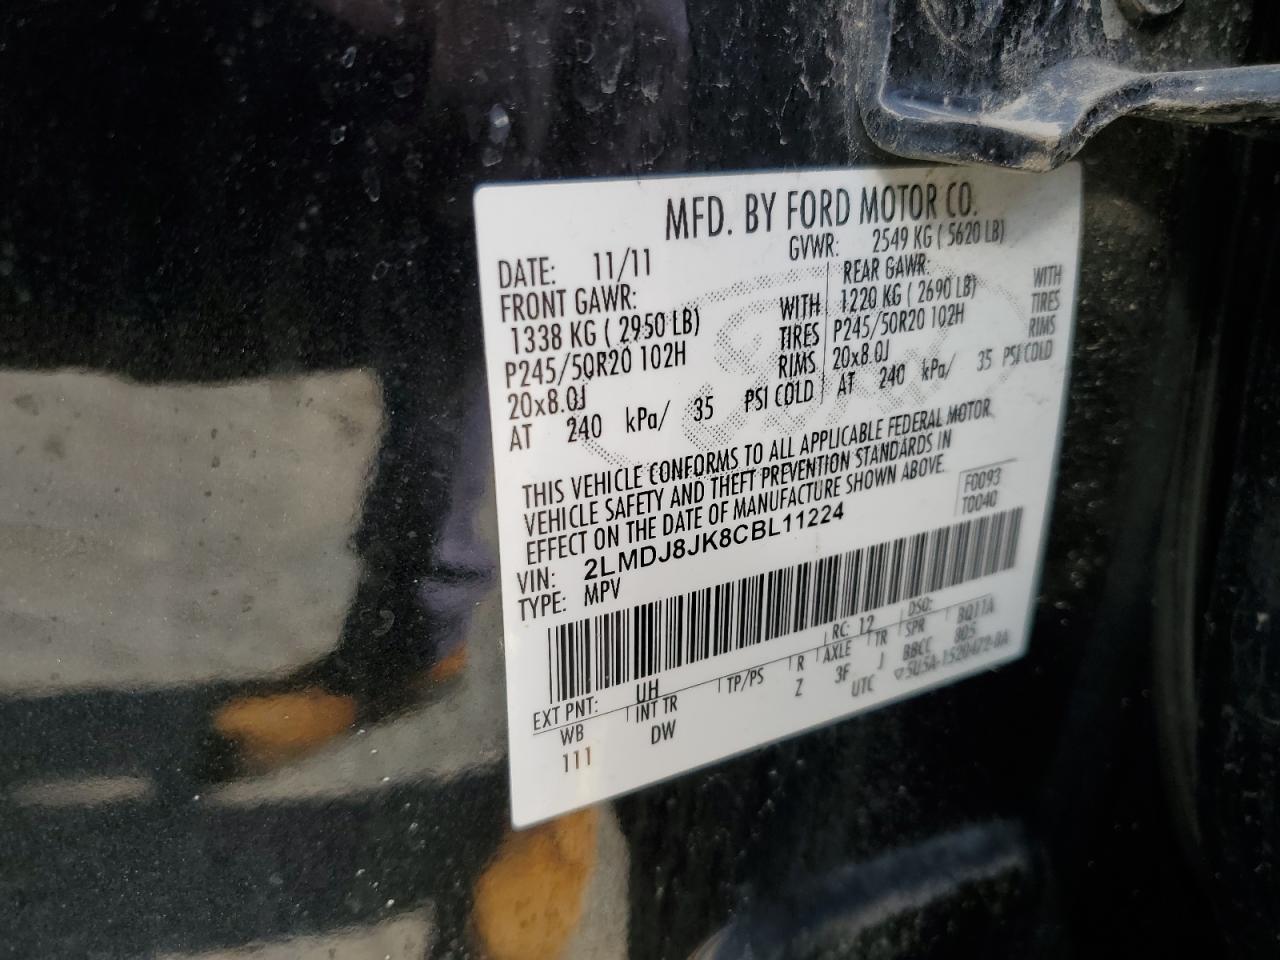 MFD. BY FORD MOTOR CO.
DATE: 11/11 GVWR: 2549 KG ( 5620 LB)
FRONT GAWR: REAR GAWR:
1338 KG ( 2950 LB) WITH 1220 KG ( 2690 LB) WITH
P245/50R20 102H TIRES P245/50R20 102H TIRES
20x8.0J RIMS 20x8.0J RIMS
AT 240 kPa/ 35 PSI COLD AT 240 kPa/ 35 PSI COLD
THIS VEHICLE CONFORMS TO ALL APPLICABLE FEDERAL MOTOR
VEHICLE SAFETY AND THEFT PREVENTION STANDARDS IN
EFFECT ON THE DATE OF MANUFACTURE SHOWN ABOVE.
F0093
T0040
VIN: 2LMDJ8JK8CBL11224
TYPE: MPV
EXT PNT: UH RC: 12 DSO: BQ11A
WB INT TR TP/PS R AXLE TR SPR 805
111 DW Z 3F J BBCC
UTC 5U5A-1520472-DA